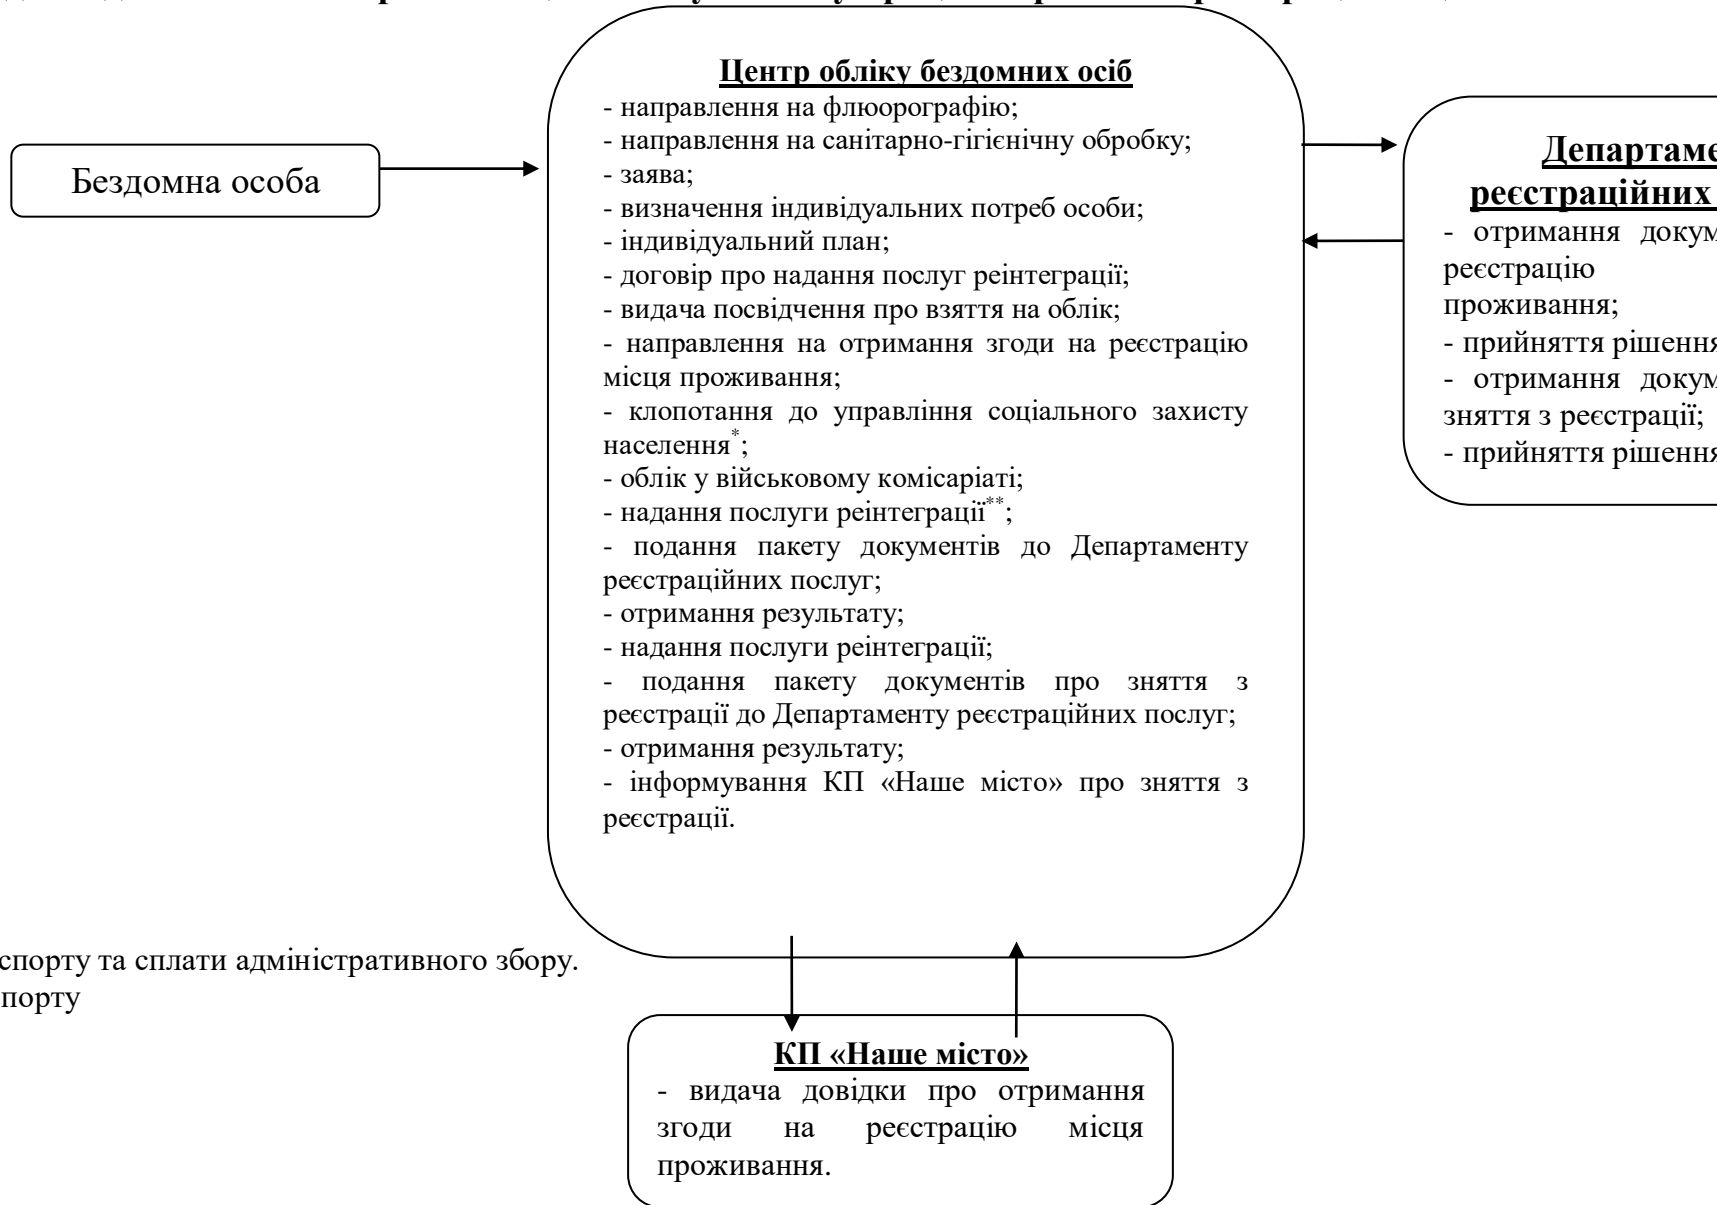 Бездомна особа
Центр обліку бездомних осіб
- направлення на флюорографію;
- направлення на санітарно-гігієнічну обробку;
- заява;
- визначення індивідуальних потреб особи;
- індивідуальний план;
- договір про надання послуг реінтеграції;
- видача посвідчення про взяття на облік;
- направлення на отримання згоди на реєстрацію
місця проживання;
- клопотання до управління соціального захисту
населення*;
- облік у військовому комісаріаті;
- надання послуги реінтеграції**;
- подання пакету документів до Департаменту
реєстраційних послуг;
- отримання результату;
- надання послуги реінтеграції;
- подання пакету документів про зняття з
реєстрації до Департаменту реєстраційних послуг;
- отримання результату;
- інформування КП «Наше місто» про зняття з
реєстрації.
Департаме
реєстраційних
- отримання докум
реєстрацію
проживання;
- прийняття рішення
- отримання докум
зняття з реєстрації;
- прийняття рішення
спорту та сплати адміністративного збору.
порту
КП «Наше місто»
- видача довідки про отримання
згоди на реєстрацію місця
проживання.